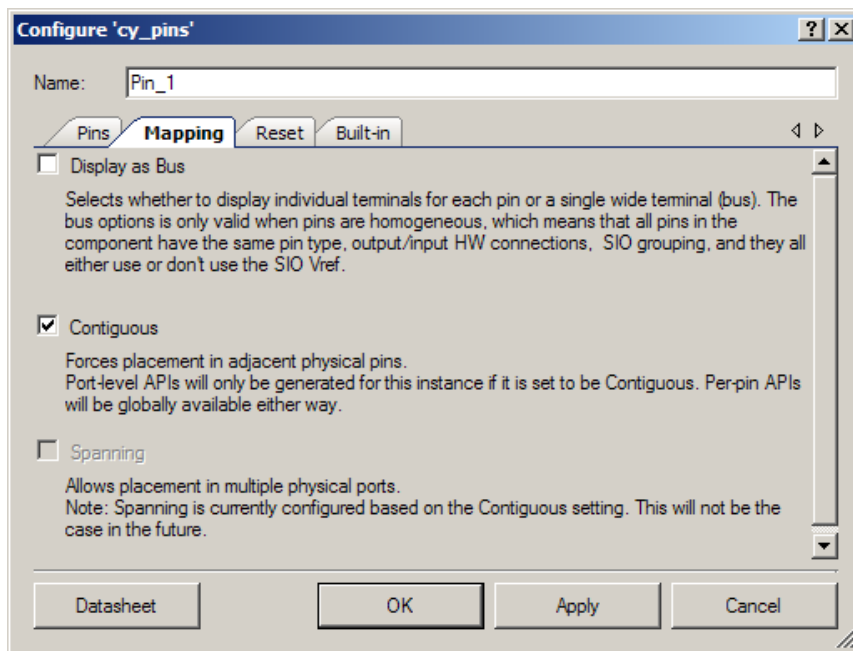 Configure 'cy_pins'
Name: Pin_1
Pins Mapping Reset Built-in
Display as Bus
Selects whether to display individual terminals for each pin or a single wide terminal (bus). The
bus options is only valid when pins are homogeneous, which means that all pins in the
component have the same pin type, output/input HW connections, SIO grouping, and they all
either use or don't use the SIO Vref.
Contiguous
Forces placement in adjacent physical pins.
Port-level APIs will only be generated for this instance if it is set to be Contiguous. Per-pin APIs
will be globally available either way.
Spanning
Allows placement in multiple physical ports.
Note: Spanning is currently configured based on the Contiguous setting. This will not be the
case in the future.
Datasheet OK Apply Cancel